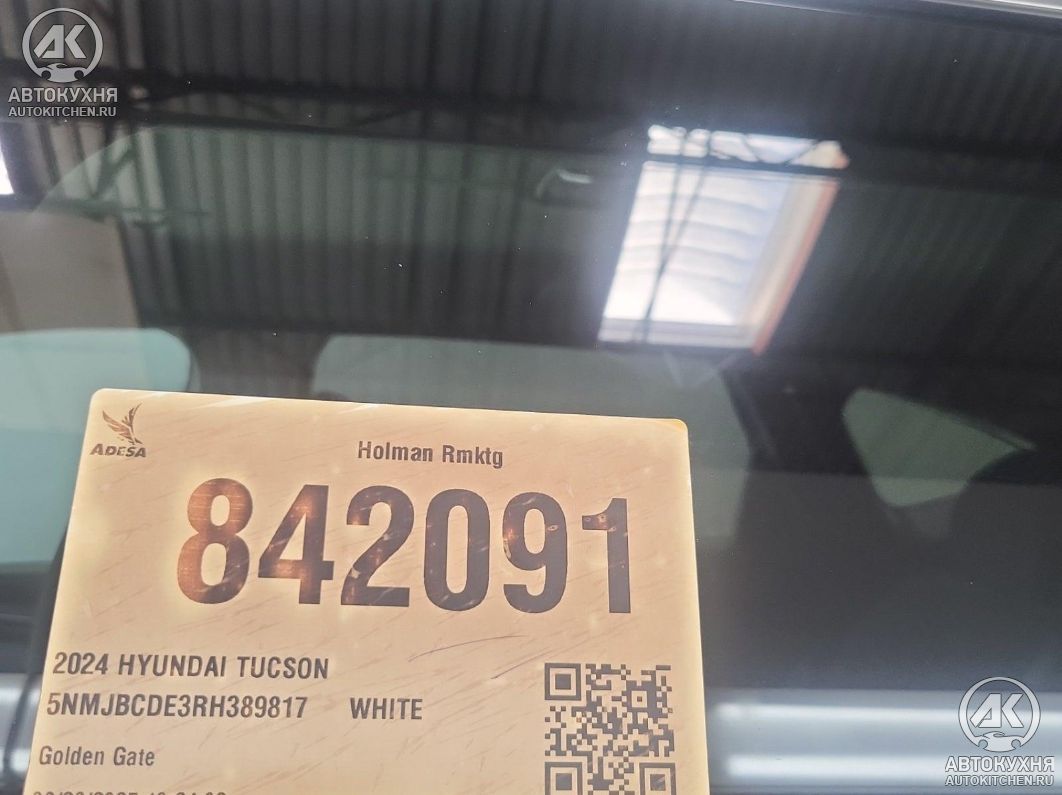 АВТОКУХНЯ
AUTOKITCHEN.RU
ADESA
Holman Rmktg
842091
2024 HYUNDAI TUCSON
5NMJBCDE3RH389817 WHITE
Golden Gate
АВТОКУХНЯ
AUTOKITCHEN.RU